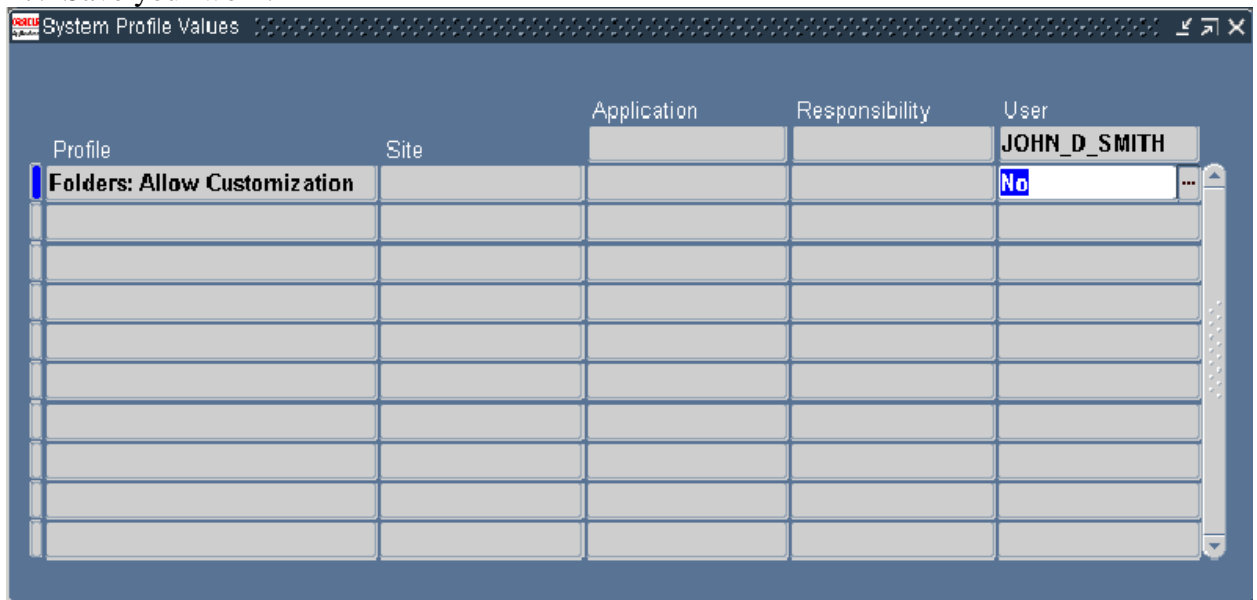 System Profile Values
Application Responsibility User
JOHN_D_SMITH
Profile Site
Folders: Allow Customization No ...